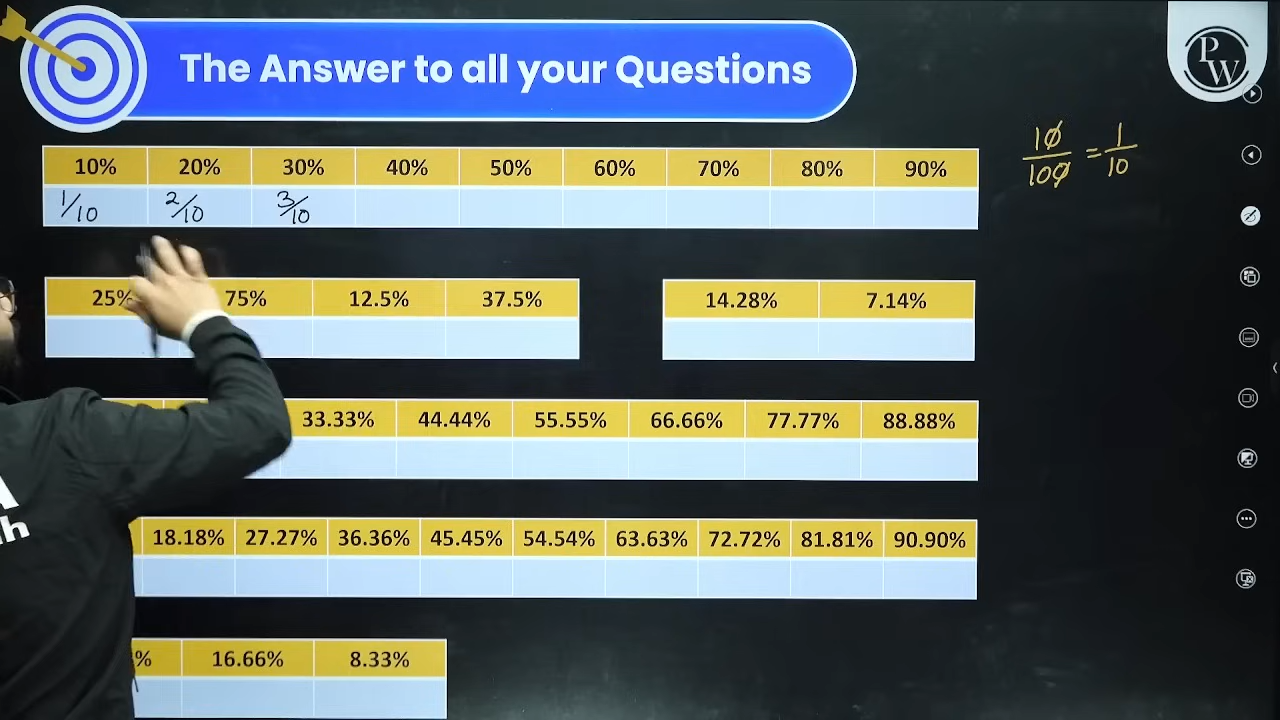 The Answer to all your Questions
PW
10/100 = 1/10
10% 20% 30% 40% 50% 60% 70% 80% 90%
1/10 2/10 3/10
25% 75% 12.5% 37.5% 14.28% 7.14%
33.33% 44.44% 55.55% 66.66% 77.77% 88.88%
18.18% 27.27% 36.36% 45.45% 54.54% 63.63% 72.72% 81.81% 90.90%
% 16.66% 8.33%